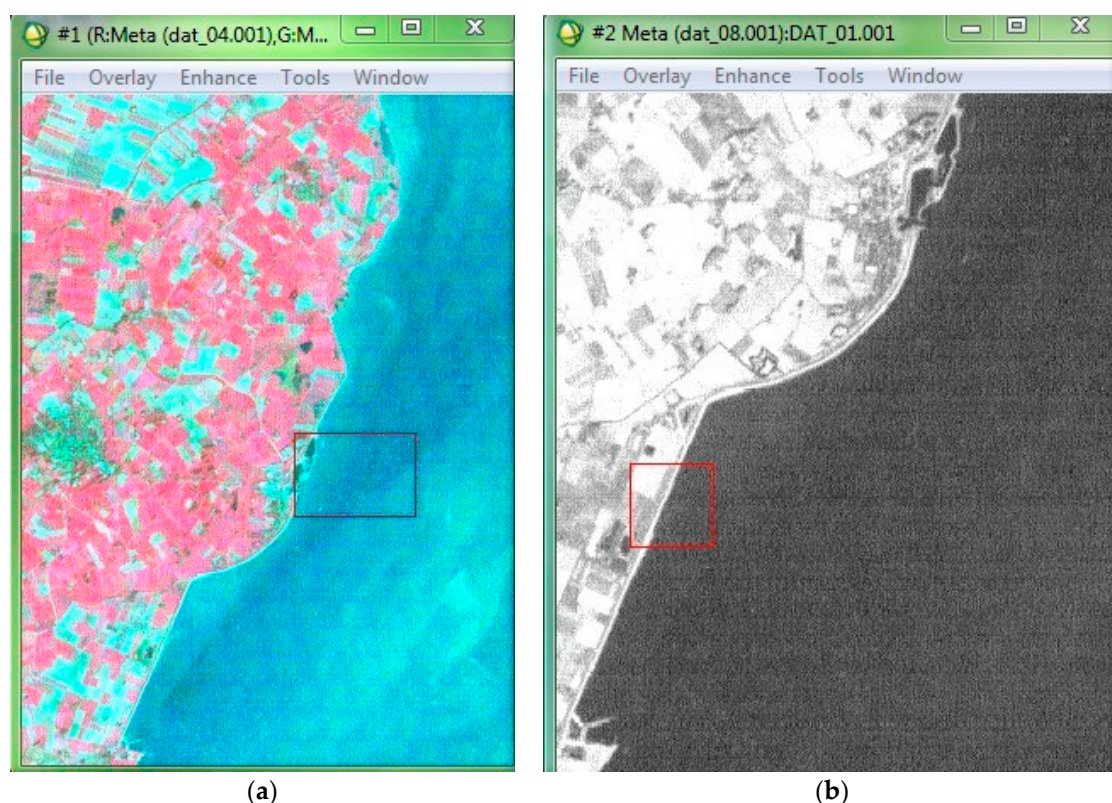 #1 (R:Meta (dat_04.001),G:M...
File Overlay Enhance Tools Window
#2 Meta (dat_08.001):DAT_01.001
File Overlay Enhance Tools Window
(a)
(b)